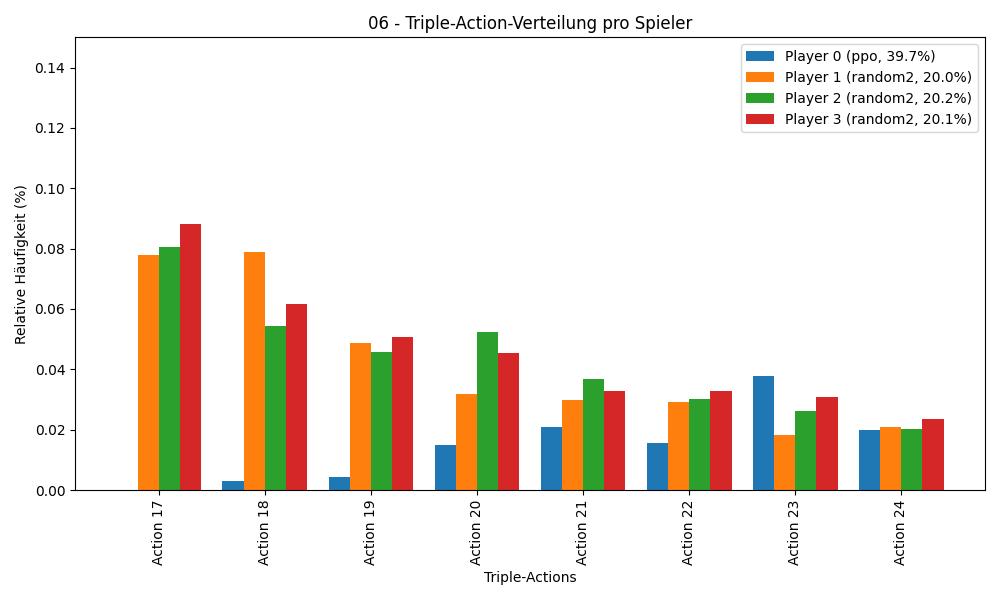 06 - Triple-Action-Verteilung pro Spieler
Player 0 (ppo, 39.7%)
Player 1 (random2, 20.0%)
Player 2 (random2, 20.2%)
Player 3 (random2, 20.1%)
Relative Häufigkeit (%)
0.14
0.12
0.10
0.08
0.06
0.04
0.02
0.00
Action 17
Action 18
Action 19
Action 20
Action 21
Action 22
Action 23
Action 24
Triple-Actions